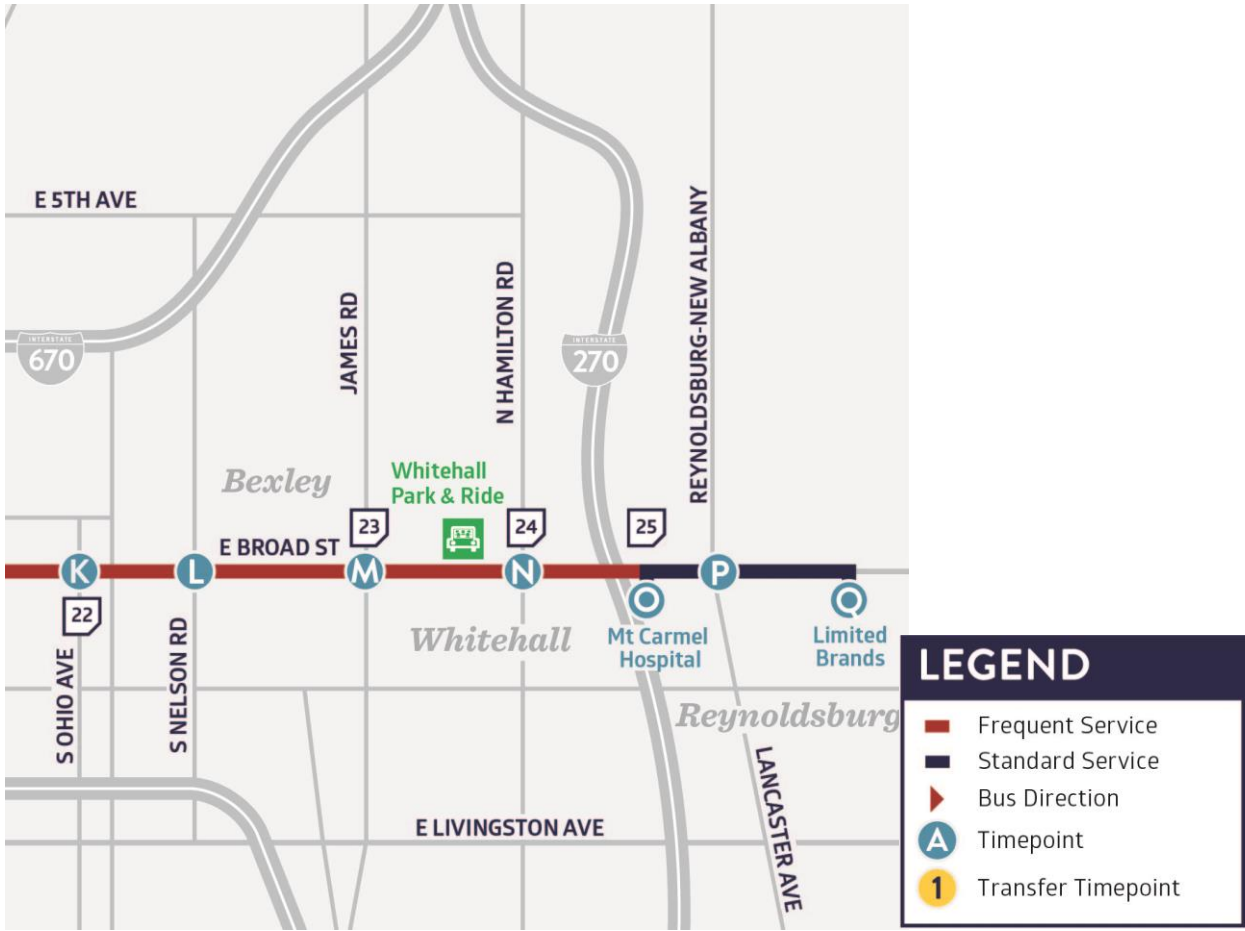 E 5TH AVE
INTERSTATE
670
JAMES RD
N HAMILTON RD
INTERSTATE
270
REYNOLDSBURG-NEW ALBANY
Bexley
Whitehall
Park & Ride
23
24
25
E BROAD ST
K
L
M
N
P
22
O
Mt Carmel
Hospital
Q
Limited
Brands
Whitehall
S OHIO AVE
S NELSON RD
Reynoldsburg
LANCASTER AVE
E LIVINGSTON AVE
LEGEND
Frequent Service
Standard Service
Bus Direction
A
Timepoint
1
Transfer Timepoint